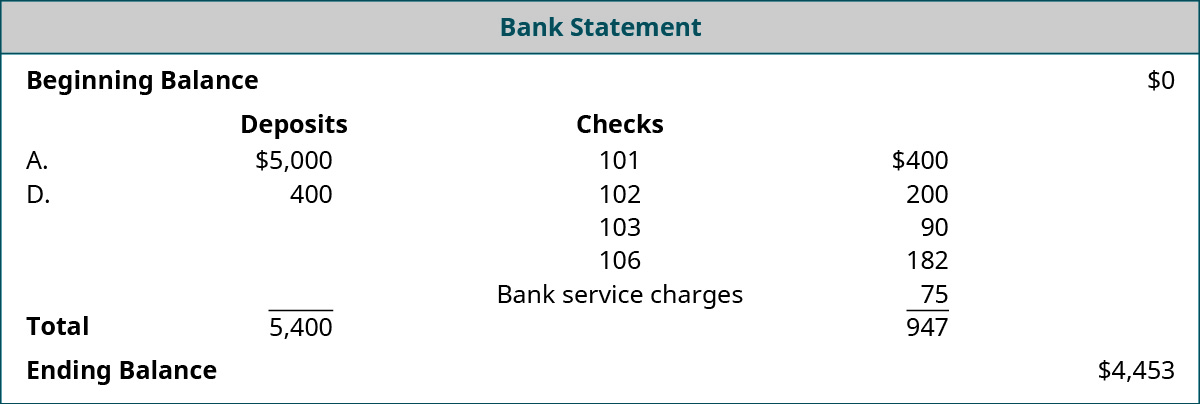 Bank Statement
Beginning Balance $0
Deposits Checks
A. $5,000 101 $400
D. 400 102 200
103 90
106 182
Bank service charges 75
Total 5,400 947
Ending Balance $4,453